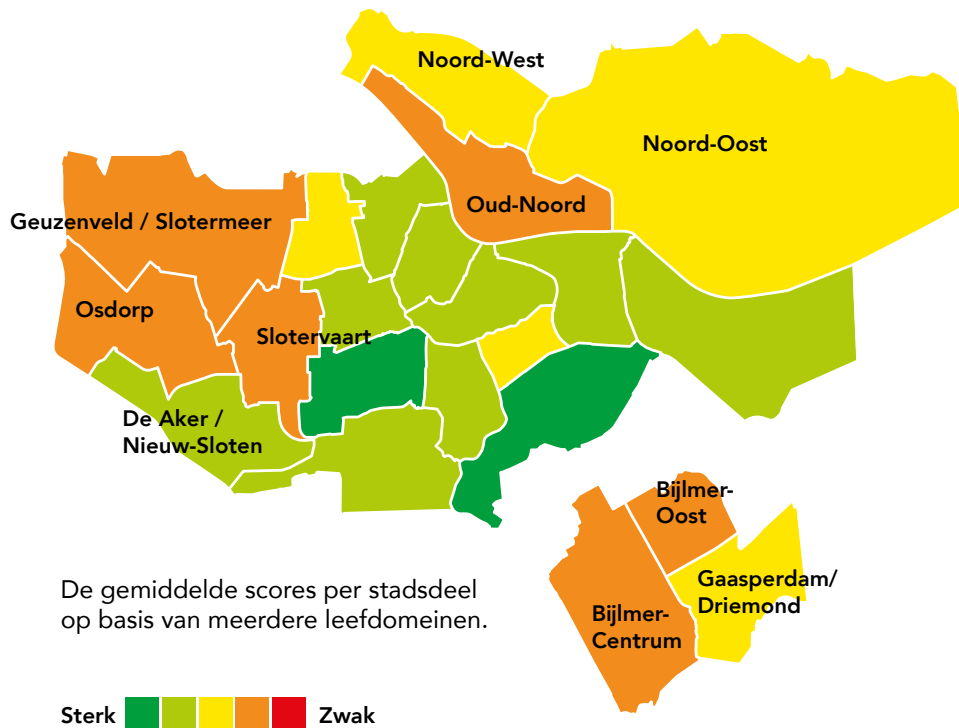 Noord-West
Noord-Oost
Oud-Noord
Geuzenveld / Slotermeer
Osdorp
Slotervaart
De Aker /
Nieuw-Sloten
Bijlmer-
Oost
Gaasperdam/
Driemond
Bijlmer-
Centrum
De gemiddelde scores per stadsdeel
op basis van meerdere leefdomeinen.
Sterk Zwak